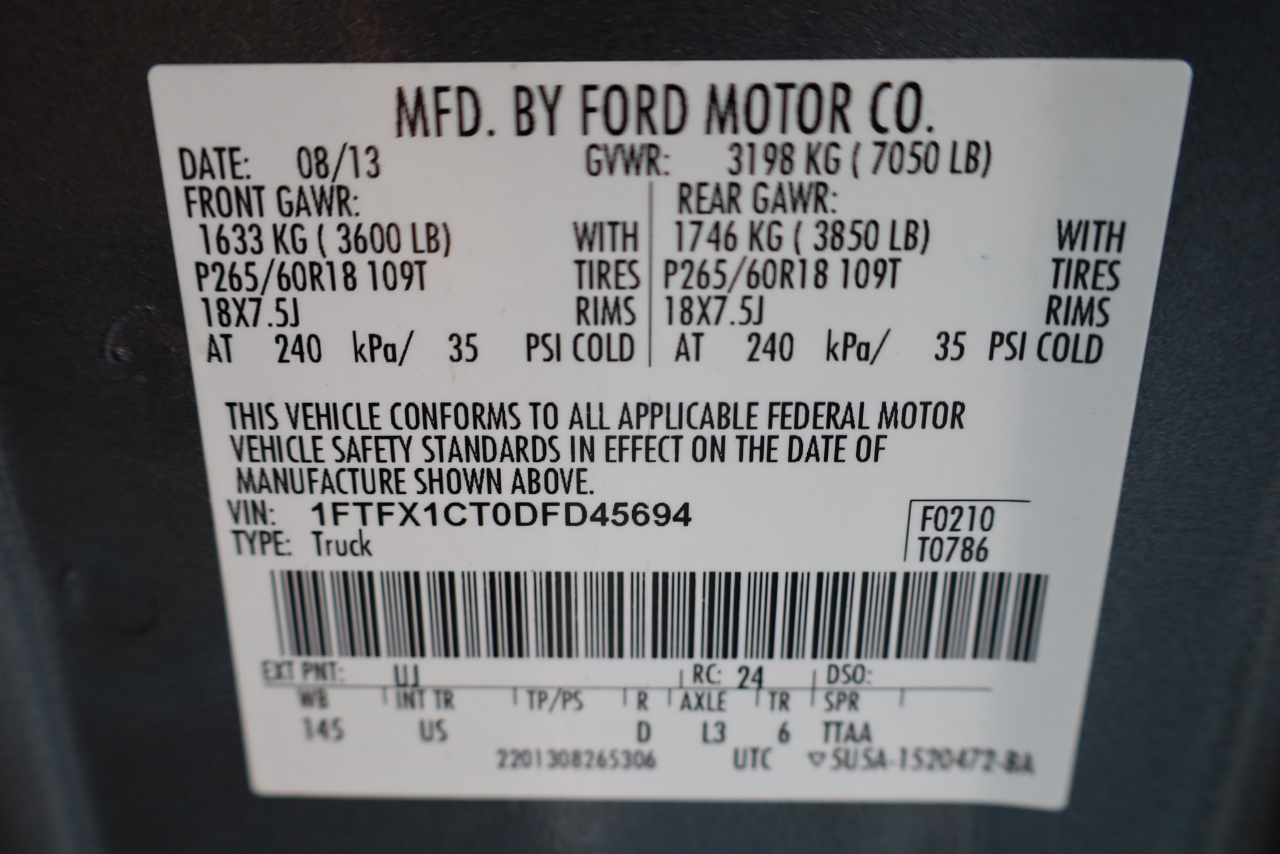 MFD. BY FORD MOTOR CO.
DATE: 08/13 GVWR: 3198 KG ( 7050 LB)
FRONT GAWR: REAR GAWR:
1633 KG ( 3600 LB) WITH 1746 KG ( 3850 LB) WITH
P265/60R18 109T TIRES P265/60R18 109T TIRES
18X7.5J RIMS 18X7.5J RIMS
AT 240 kPa/ 35 PSI COLD AT 240 kPa/ 35 PSI COLD
THIS VEHICLE CONFORMS TO ALL APPLICABLE FEDERAL MOTOR
VEHICLE SAFETY STANDARDS IN EFFECT ON THE DATE OF
MANUFACTURE SHOWN ABOVE.
VIN: 1FTFX1CT0DFD45694 F0210
TYPE: Truck T0786
EXT PNT: UJ RC: 24 DSO:
WB INT TR TP/PS R AXLE TR SPR
145 US D L3 6 TTAA
2201308265306 UTC ▽5USA-1520472-BA